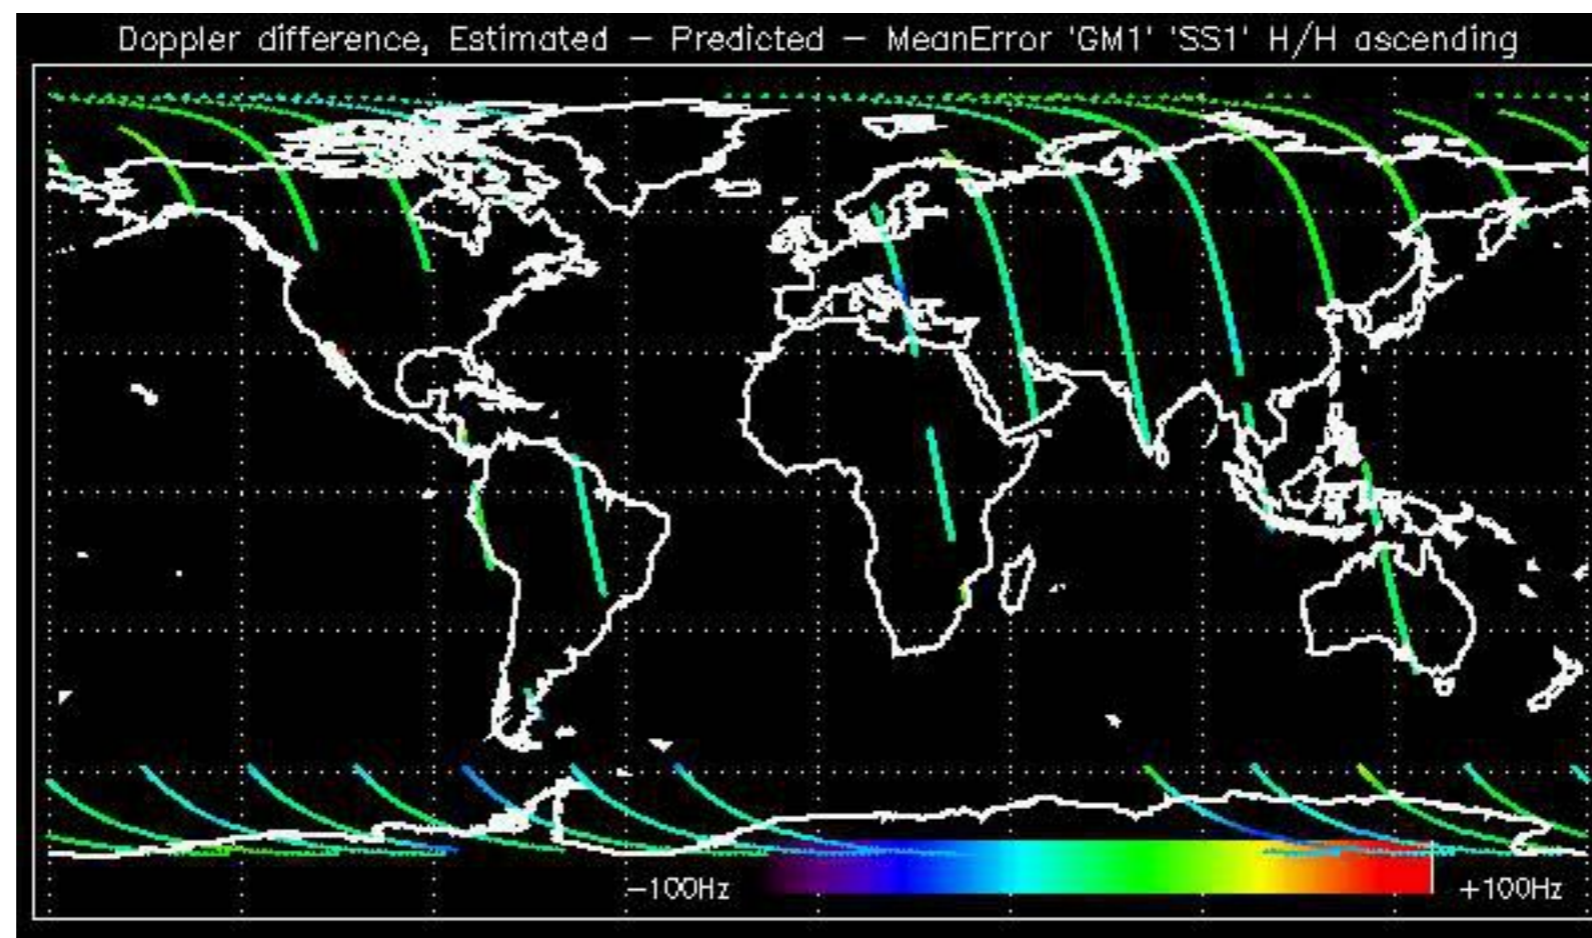 Doppler difference, Estimated – Predicted – MeanError 'GM1' 'SS1' H/H ascending
–100Hz
+100Hz